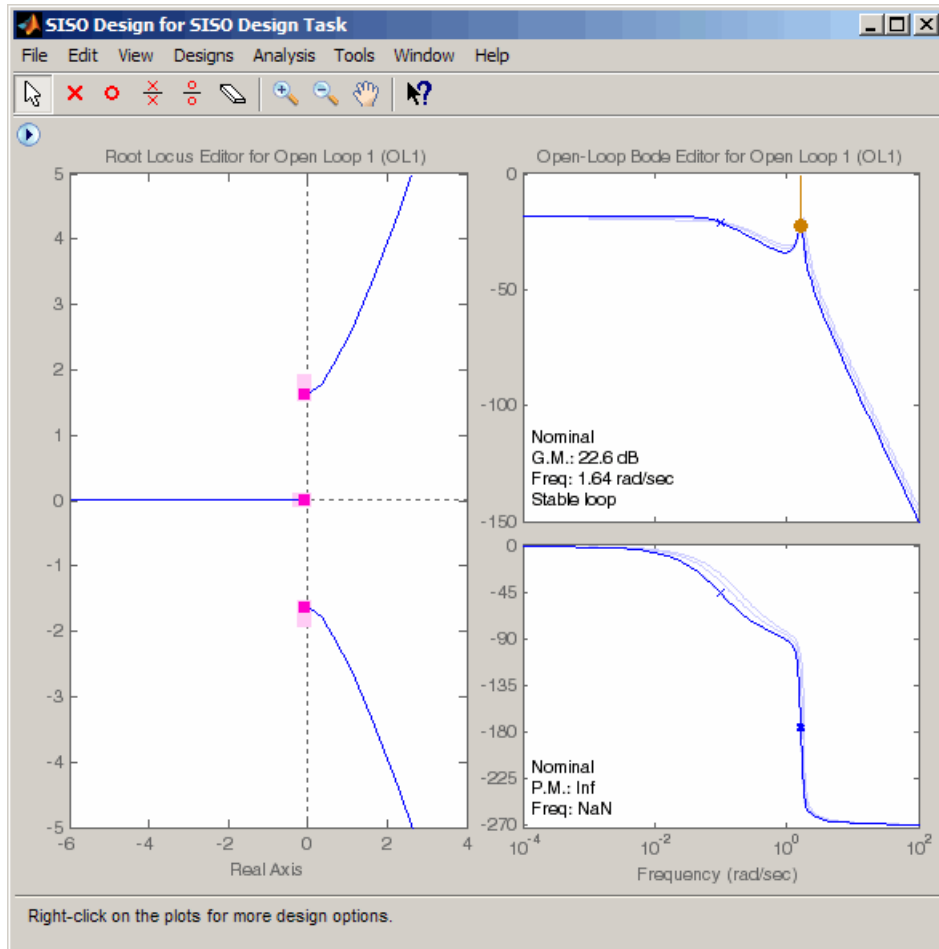 SISO Design for SISO Design Task
File Edit View Designs Analysis Tools Window Help
Root Locus Editor for Open Loop 1 (OL1)
5
4
3
2
1
0
-1
-2
-3
-4
-5
-6 -4 -2 0 2 4
Real Axis
Open-Loop Bode Editor for Open Loop 1 (OL1)
0
-50
-100
-150
Nominal
G.M.: 22.6 dB
Freq: 1.64 rad/sec
Stable loop
0
-45
-90
-135
-180
-225
-270
Nominal
P.M.: Inf
Freq: NaN
10^-4 10^-2 10^0 10^2
Frequency (rad/sec)
Right-click on the plots for more design options.